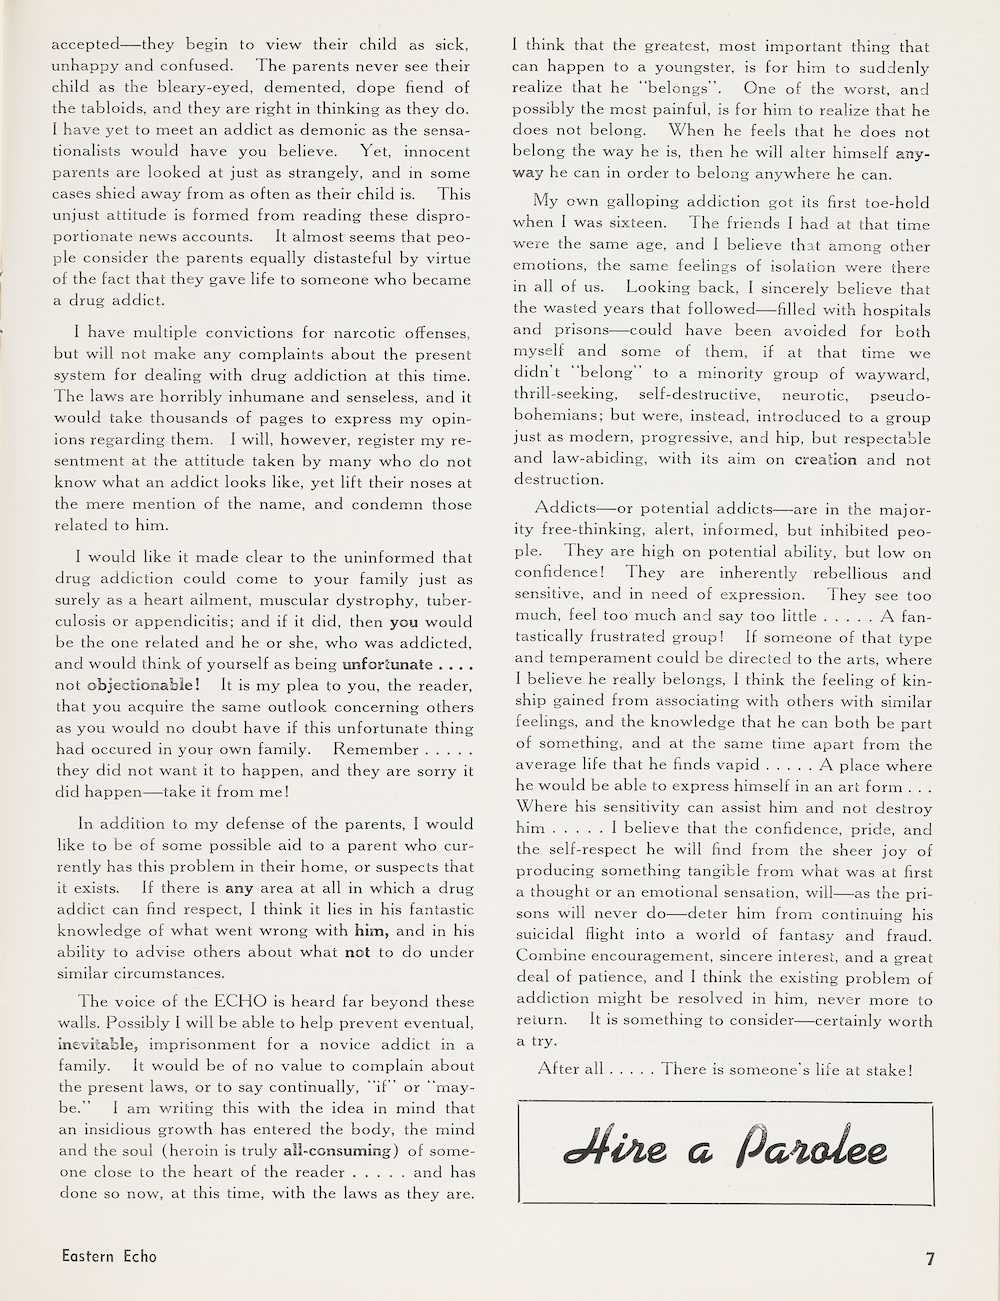 accepted—they begin to view their child as sick,
unhappy and confused. The parents never see their
child as the bleary-eyed, demented, dope fiend of
the tabloids, and they are right in thinking as they do.
I have yet to meet an addict as demonic as the sensa-
tionalists would have you believe. Yet, innocent
parents are looked at just as strangely, and in some
cases shied away from as often as their child is. This
unjust attitude is formed from reading these dispro-
portionate news accounts. It almost seems that peo-
ple consider the parents equally distasteful by virtue
of the fact that they gave life to someone who became
a drug addict.
I have multiple convictions for narcotic offenses,
but will not make any complaints about the present
system for dealing with drug addiction at this time.
The laws are horribly inhumane and senseless, and it
would take thousands of pages to express my opin-
ions regarding them. I will, however, register my re-
sentment at the attitude taken by many who do not
know what an addict looks like, yet lift their noses at
the mere mention of the name, and condemn those
related to him.
I would like it made clear to the uninformed that
drug addiction could come to your family just as
surely as a heart ailment, muscular dystrophy, tuber-
culosis or appendicitis; and if it did, then you would
be the one related and he or she, who was addicted,
and would think of yourself as being unfortunate . . . .
not objectionable! It is my plea to you, the reader,
that you acquire the same outlook concerning others
as you would no doubt have if this unfortunate thing
had occured in your own family. Remember . . . . .
they did not want it to happen, and they are sorry it
did happen—take it from me!
In addition to my defense of the parents, I would
like to be of some possible aid to a parent who cur-
rently has this problem in their home, or suspects that
it exists. If there is any area at all in which a drug
addict can find respect, I think it lies in his fantastic
knowledge of what went wrong with him, and in his
ability to advise others about what not to do under
similar circumstances.
The voice of the ECHO is heard far beyond these
walls. Possibly I will be able to help prevent eventual,
inevitable, imprisonment for a novice addict in a
family. It would be of no value to complain about
the present laws, or to say continually, "if" or "may-
be." I am writing this with the idea in mind that
an insidious growth has entered the body, the mind
and the soul (heroin is truly all-consuming) of some-
one close to the heart of the reader . . . . . and has
done so now, at this time, with the laws as they are.
I think that the greatest, most important thing that
can happen to a youngster, is for him to suddenly
realize that he "belongs". One of the worst, and
possibly the most painful, is for him to realize that he
does not belong. When he feels that he does not
belong the way he is, then he will alter himself any-
way he can in order to belong anywhere he can.
My own galloping addiction got its first toe-hold
when I was sixteen. The friends I had at that time
were the same age, and I believe that among other
emotions, the same feelings of isolation were there
in all of us. Looking back, I sincerely believe that
the wasted years that followed—filled with hospitals
and prisons—could have been avoided for both
myself and some of them, if at that time we
didn't "belong" to a minority group of wayward,
thrill-seeking, self-destructive, neurotic, pseudo-
bohemians; but were, instead, introduced to a group
just as modern, progressive, and hip, but respectable
and law-abiding, with its aim on creation and not
destruction.
Addicts—or potential addicts—are in the major-
ity free-thinking, alert, informed, but inhibited peo-
ple. They are high on potential ability, but low on
confidence! They are inherently rebellious and
sensitive, and in need of expression. They see too
much, feel too much and say too little . . . . . A fan-
tastically frustrated group! If someone of that type
and temperament could be directed to the arts, where
I believe he really belongs, I think the feeling of kin-
ship gained from associating with others with similar
feelings, and the knowledge that he can both be part
of something, and at the same time apart from the
average life that he finds vapid . . . . . A place where
he would be able to express himself in an art form . . .
Where his sensitivity can assist him and not destroy
him . . . . . I believe that the confidence, pride, and
the self-respect he will find from the sheer joy of
producing something tangible from what was at first
a thought or an emotional sensation, will—as the pri-
sons will never do—deter him from continuing his
suicidal flight into a world of fantasy and fraud.
Combine encouragement, sincere interest, and a great
deal of patience, and I think the existing problem of
addiction might be resolved in him, never more to
return. It is something to consider—certainly worth
a try.
After all . . . . . There is someone's life at stake!
Hire a Parolee
Eastern Echo
7